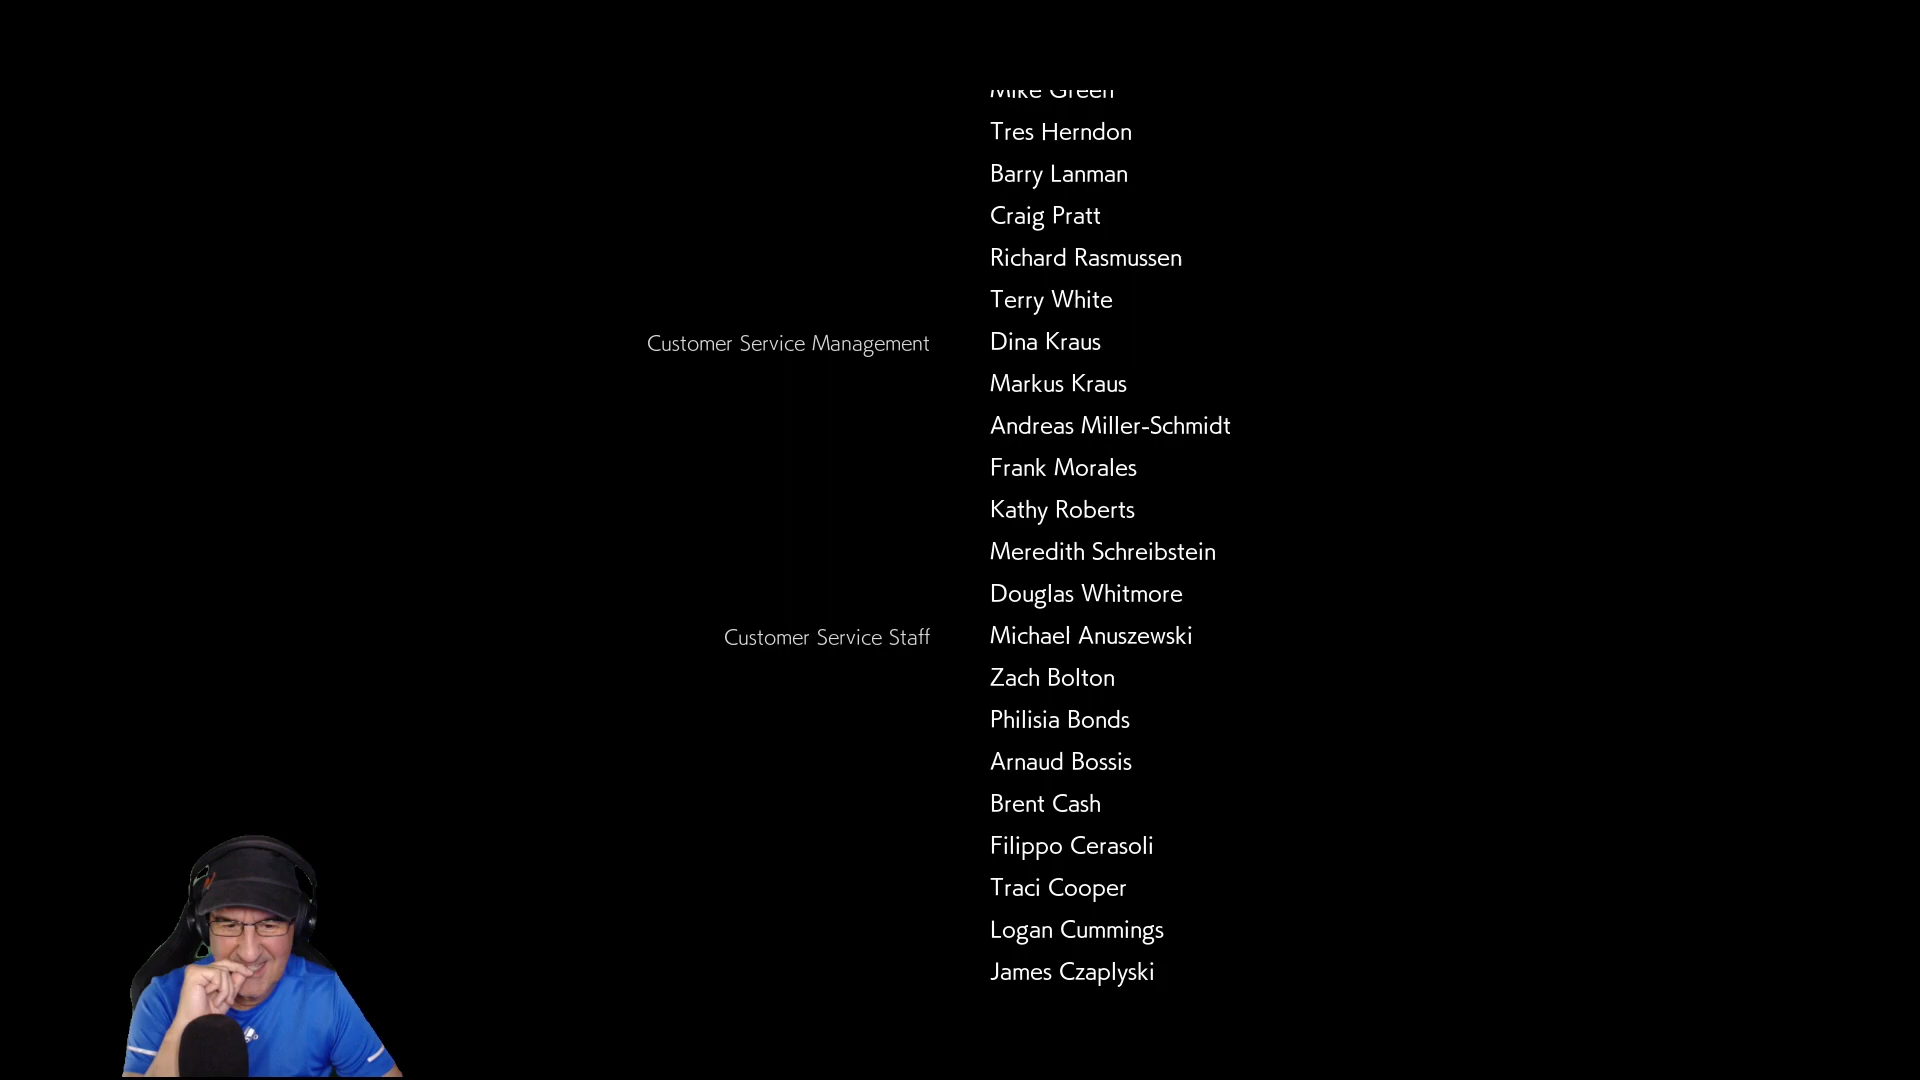 Mike Green
Tres Herndon
Barry Lanman
Craig Pratt
Richard Rasmussen
Terry White
Customer Service Management Dina Kraus
Markus Kraus
Andreas Miller-Schmidt
Frank Morales
Kathy Roberts
Meredith Schreibstein
Douglas Whitmore
Customer Service Staff Michael Anuszewski
Zach Bolton
Philisia Bonds
Arnaud Bossis
Brent Cash
Filippo Cerasoli
Traci Cooper
Logan Cummings
James Czaplyski